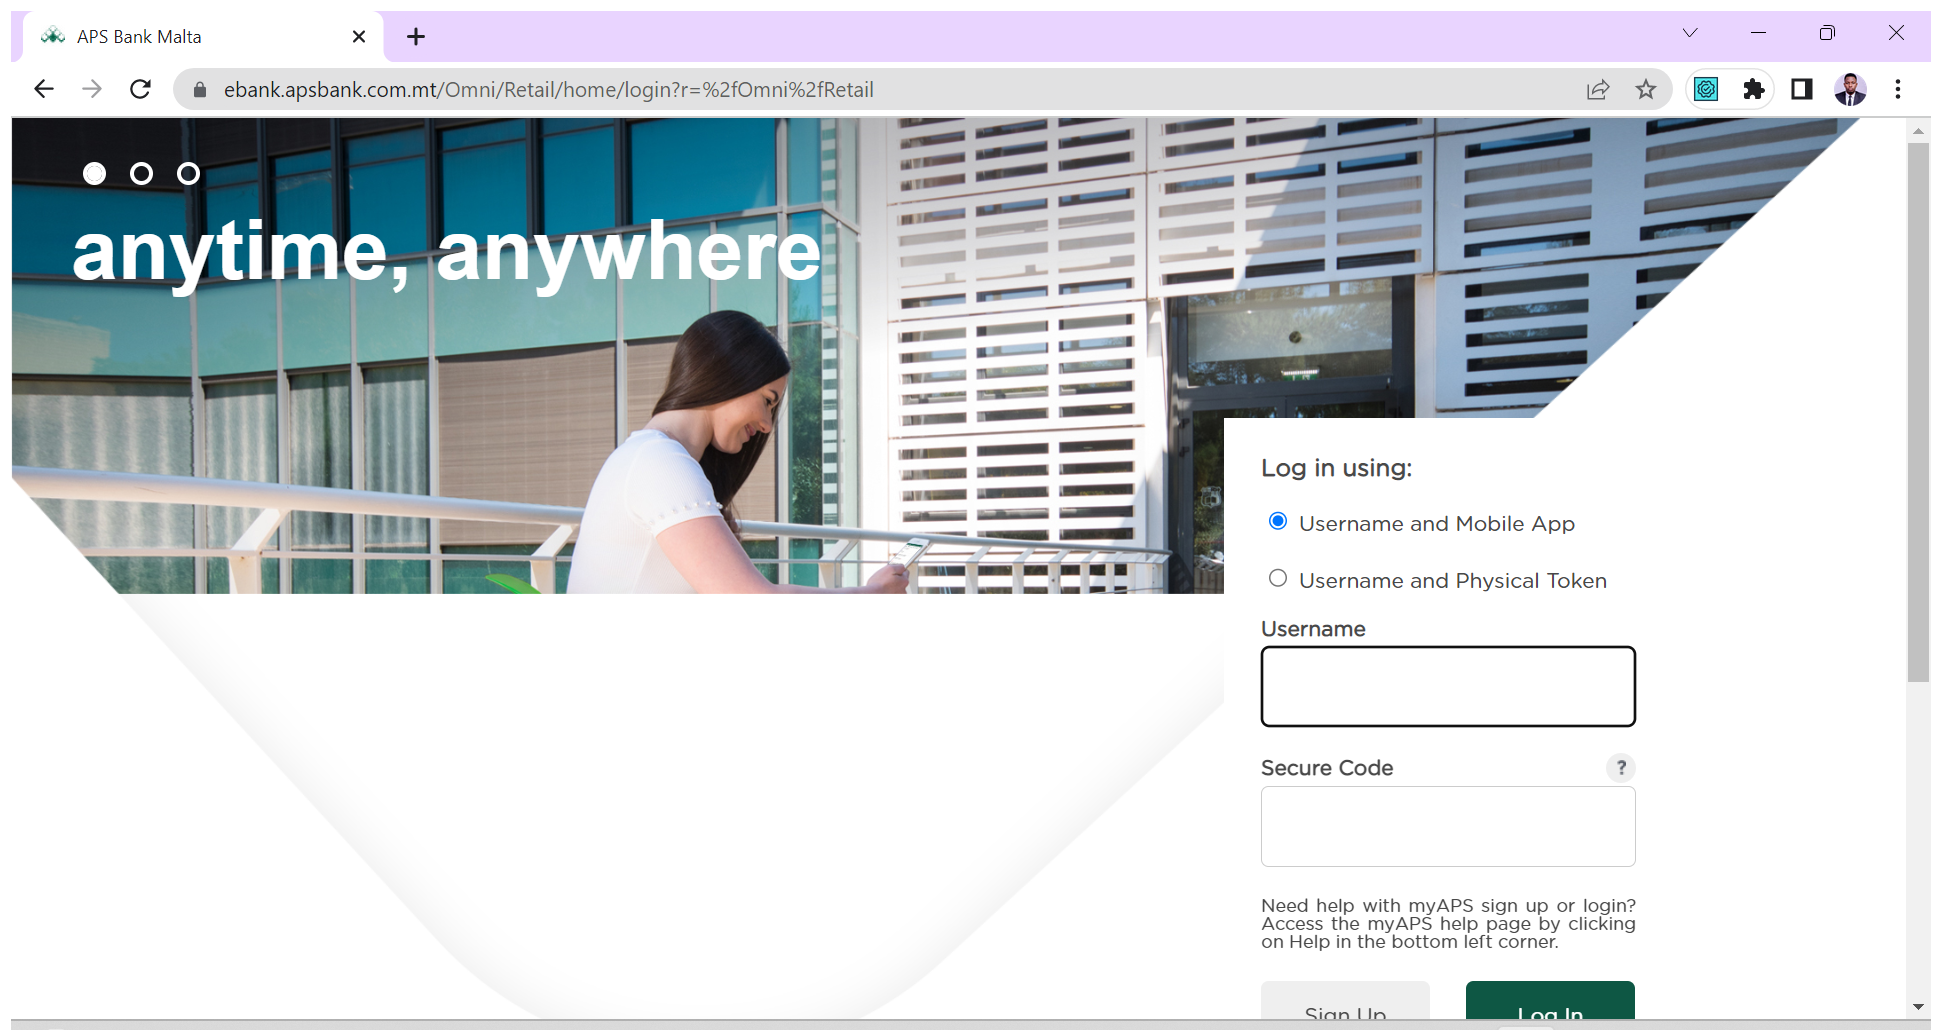 APS Bank Malta
ebank.apsbank.com.mt/Omni/Retail/home/login?r=%2fOmni%2fRetail
anytime, anywhere
Log in using:
Username and Mobile App
Username and Physical Token
Username
Secure Code
?
Need help with myAPS sign up or login?
Access the myAPS help page by clicking
on Help in the bottom left corner.
Sign Up
Log In